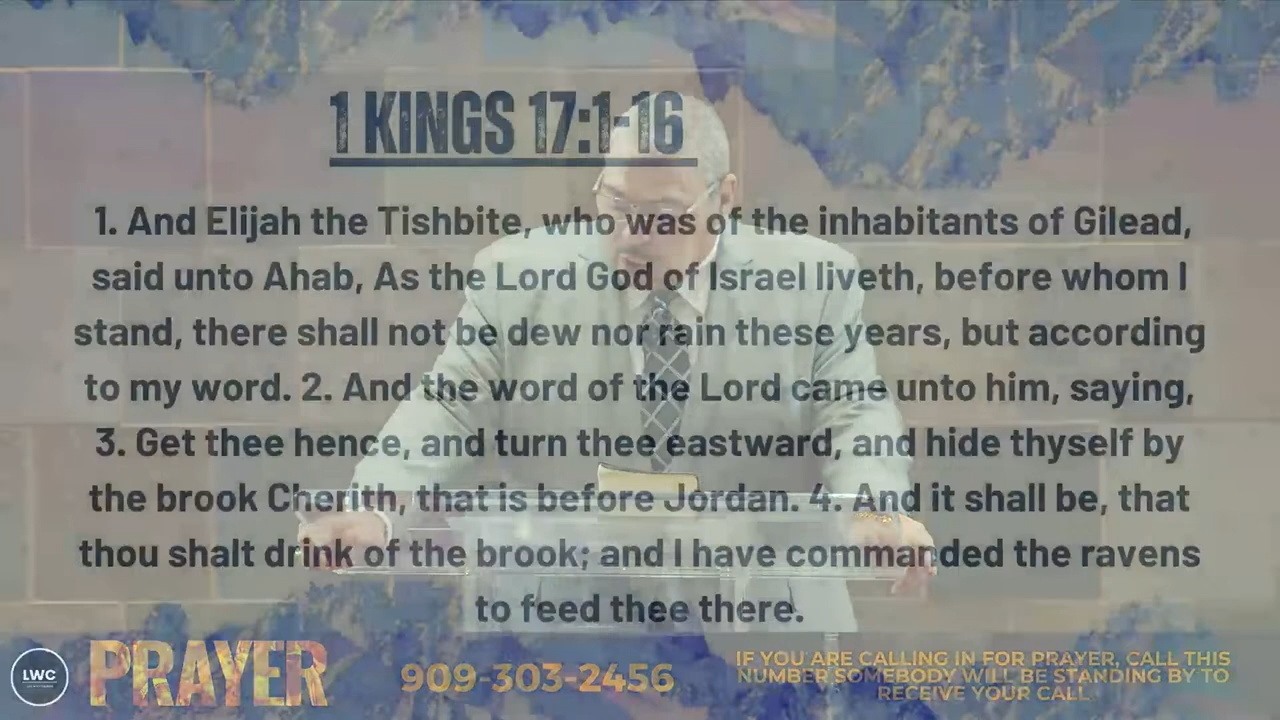 1 KINGS 17:1-16
1. And Elijah the Tishbite, who was of the inhabitants of Gilead,
said unto Ahab, As the Lord God of Israel liveth, before whom I
stand, there shall not be dew nor rain these years, but according
to my word. 2. And the word of the Lord came unto him, saying,
3. Get thee hence, and turn thee eastward, and hide thyself by
the brook Cherith, that is before Jordan. 4. And it shall be, that
thou shalt drink of the brook; and I have commanded the ravens
to feed thee there.
LWC
PRAYER
909-303-2456
IF YOU ARE CALLING IN FOR PRAYER, CALL THIS
NUMBER SOMEBODY WILL BE STANDING BY TO
RECEIVE YOUR CALL